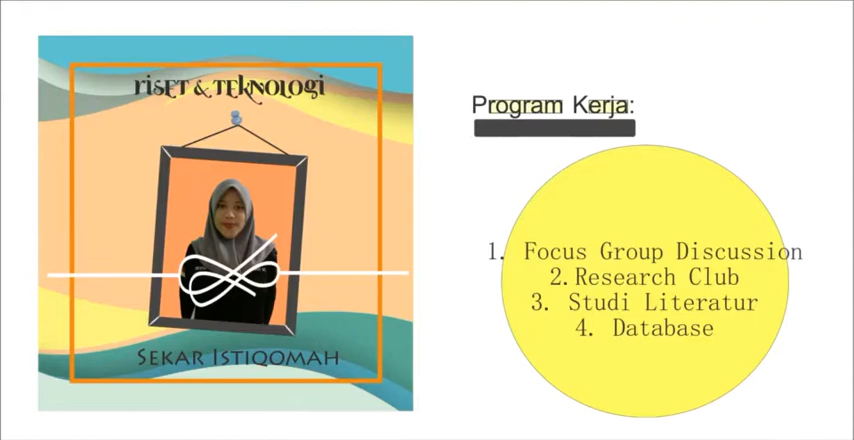 riset & Teknologi
Sekar Istiqomah
Program Kerja:
1. Focus Group Discussion
2.Research Club
3. Studi Literatur
4. Database